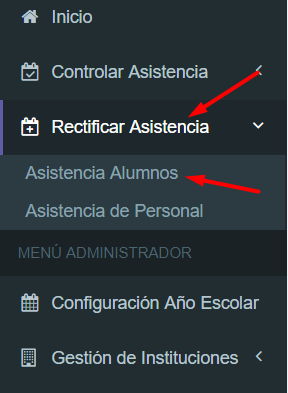 Inicio
Controlar Asistencia
Rectificar Asistencia
Asistencia Alumnos
Asistencia de Personal
MENÚ ADMINISTRADOR
Configuración Año Escolar
Gestión de Instituciones